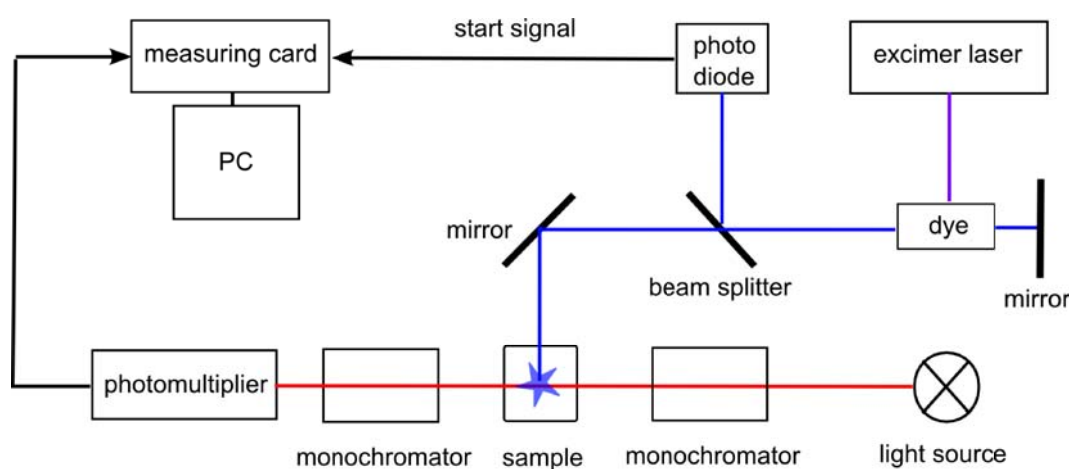 start signal
measuring card
photo
diode
excimer laser
PC
mirror
dye
beam splitter
mirror
photomultiplier
monochromator
sample
monochromator
light source